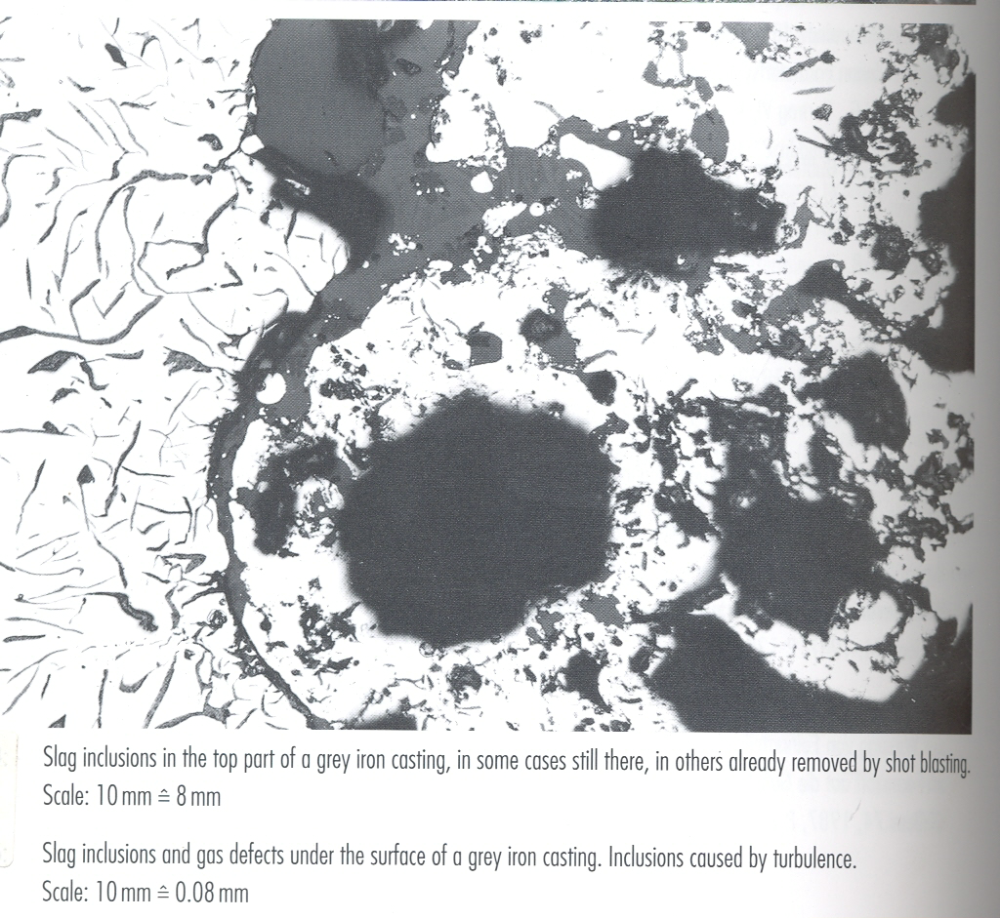 Slag inclusions in the top part of a grey iron casting, in some cases still there, in others already removed by shot blasting.
Scale: 10 mm ≙ 8 mm
Slag inclusions and gas defects under the surface of a grey iron casting. Inclusions caused by turbulence.
Scale: 10 mm ≙ 0.08 mm